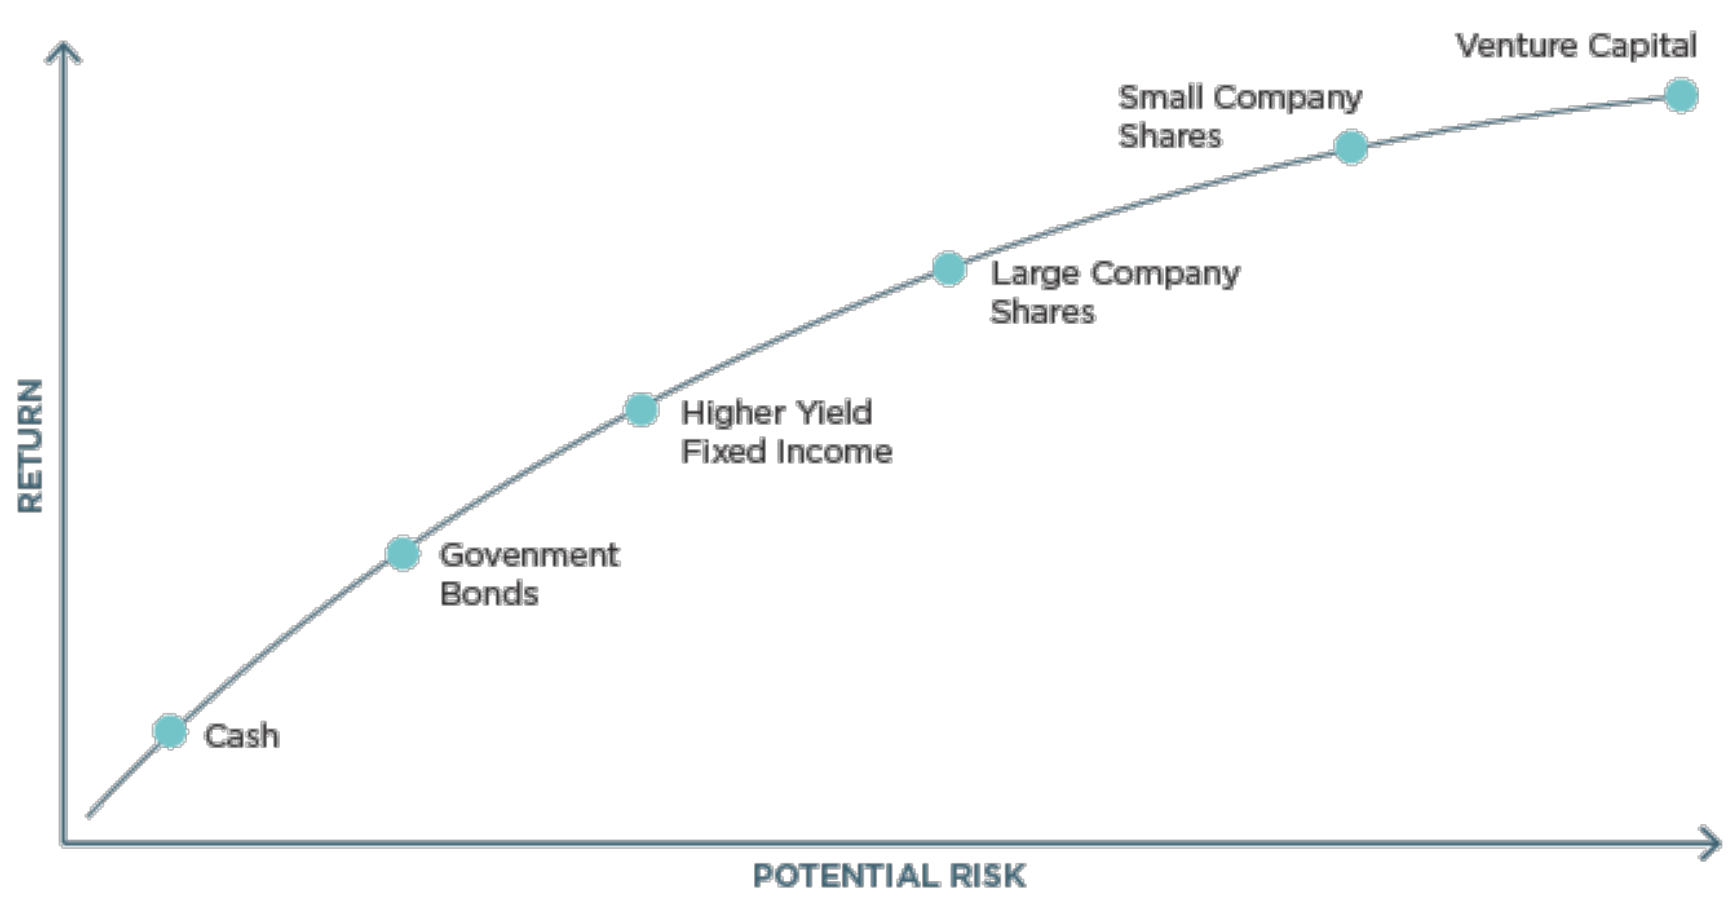 Venture Capital
Small Company
Shares
Large Company
Shares
Higher Yield
Fixed Income
Govenment
Bonds
Cash
RETURN
POTENTIAL RISK